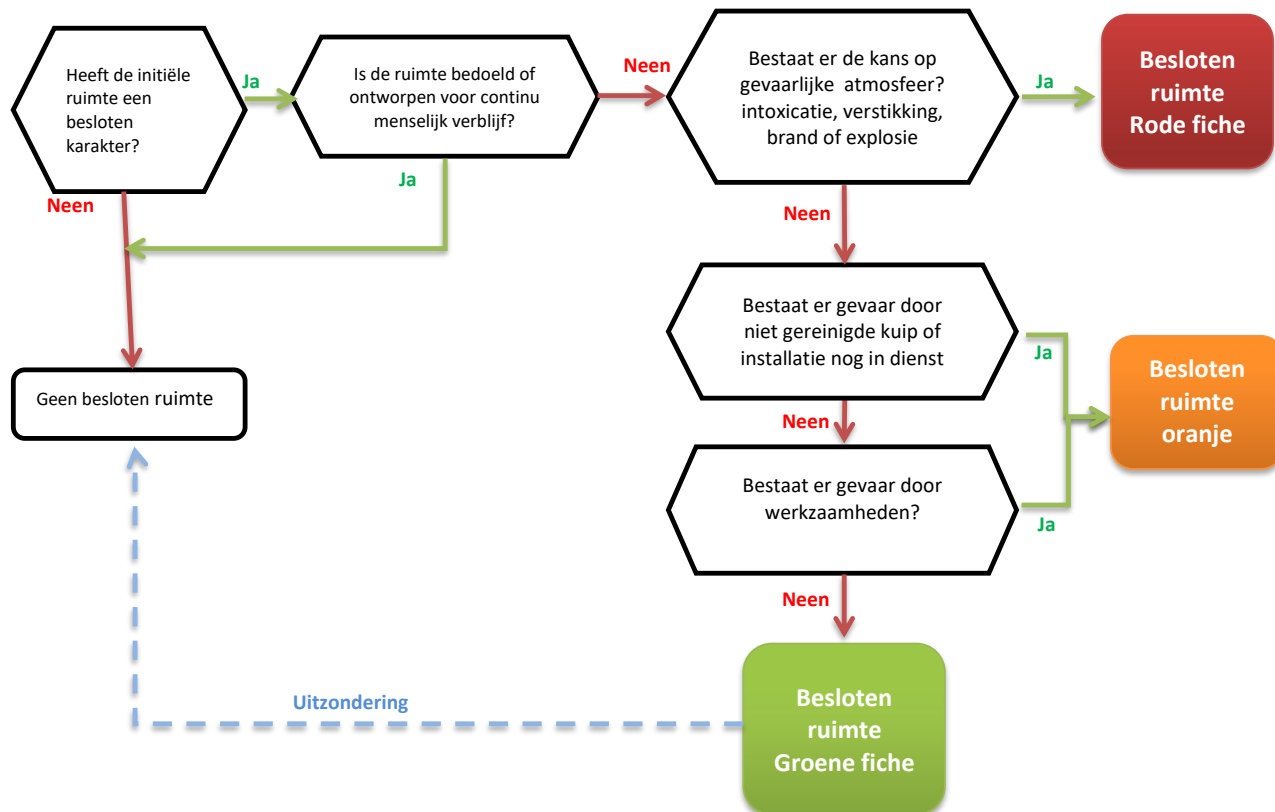 Heeft de initiële
ruimte een
besloten
karakter?
Ja
Is de ruimte bedoeld of
ontworpen voor continu
menselijk verblijf?
Neen
Bestaat er de kans op
gevaarlijke atmosfeer?
intoxicatie, verstikking,
brand of explosie
Ja
Besloten
ruimte
Rode fiche
Neen
Ja
Neen
Bestaat er gevaar door
niet gereinigde kuip of
installatie nog in dienst
Ja
Besloten
ruimte
oranje
Geen besloten ruimte
Neen
Bestaat er gevaar door
werkzaamheden?
Ja
Neen
Uitzondering
Besloten
ruimte
Groene fiche